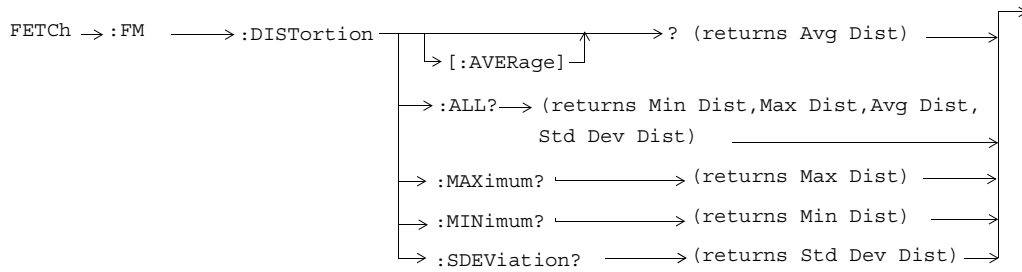 FETCh :FM :DISTortion ? (returns Avg Dist)
[:AVERage]
:ALL? (returns Min Dist,Max Dist,Avg Dist,
Std Dev Dist)
:MAXimum? (returns Max Dist)
:MINimum? (returns Min Dist)
:SDEViation? (returns Std Dev Dist)